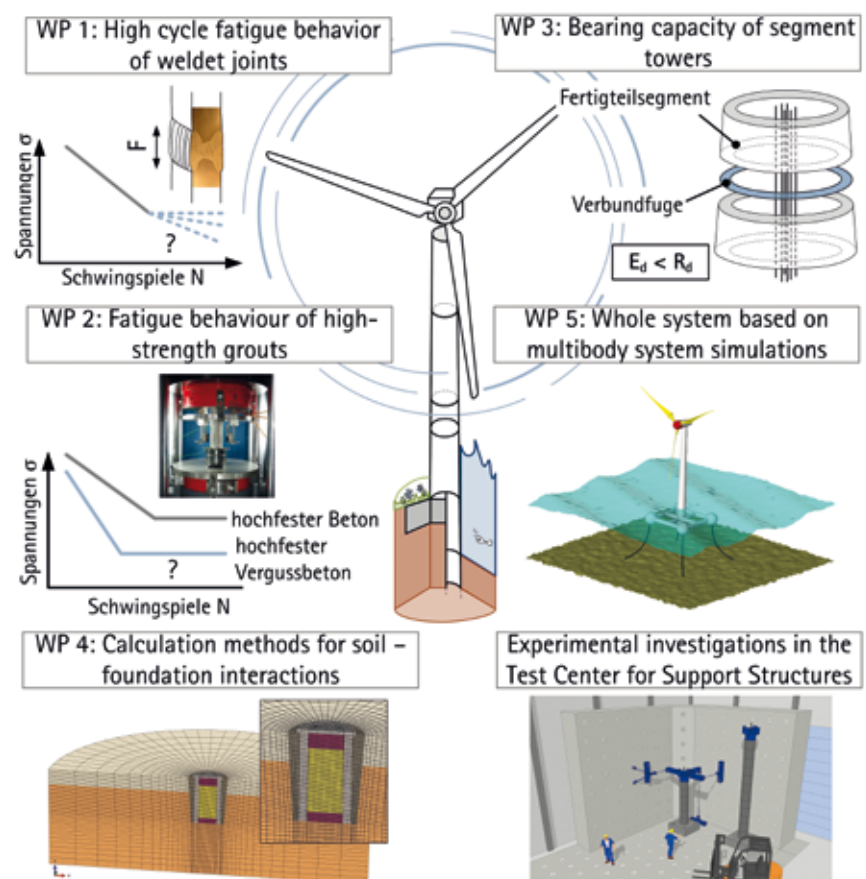 WP 1: High cycle fatigue behavior
of weldet joints
F
Spannungen σ
?
Schwingspiele N
WP 3: Bearing capacity of segment
towers
Fertigteilsegment
Verbundfuge
E_d < R_d
WP 2: Fatigue behaviour of high-
strength grouts
Spannungen σ
hochfester Beton
hochfester
Vergussbeton
?
Schwingspiele N
WP 5: Whole system based on
multibody system simulations
WP 4: Calculation methods for soil –
foundation interactions
Experimental investigations in the
Test Center for Support Structures